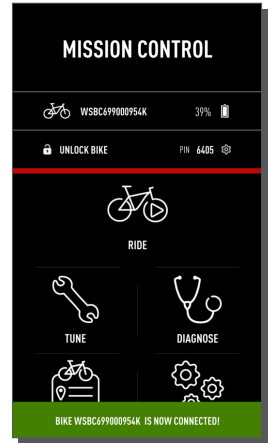 MISSION CONTROL
WSBC699000954K 39%
UNLOCK BIKE PIN 6405
RIDE
TUNE DIAGNOSE
BIKE WSBC699000954K IS NOW CONNECTED!